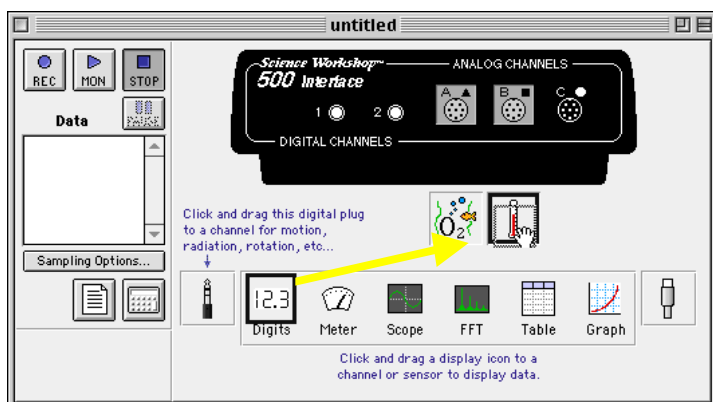 untitled
REC
MON
STOP
Data
PAUSE
Sampling Options...
Science Workshop™
500 Interface
ANALOG CHANNELS
A
B
C
1
2
DIGITAL CHANNELS
O2
Click and drag this digital plug
to a channel for motion,
radiation, rotation, etc...
12.3
Digits
Meter
Scope
FFT
Table
Graph
Click and drag a display icon to a
channel or sensor to display data.